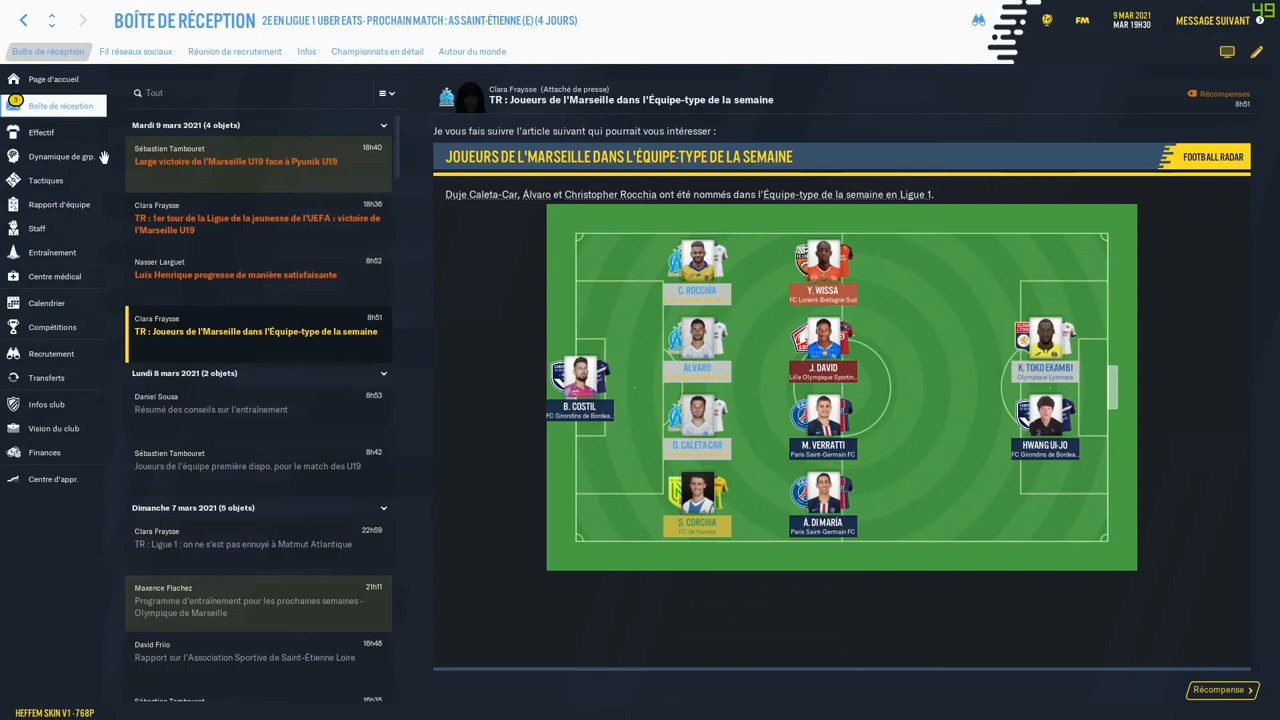 BOÎTE DE RÉCEPTION
2E EN LIGUE 1 UBER EATS - PROCHAIN MATCH : AS SAINT-ÉTIENNE (E) (4 JOURS)
FM
9 MAR 2021
MAR 19H30
MESSAGE SUIVANT
49
Boîte de réception
Fil réseaux sociaux
Réunion de recrutement
Infos
Championnats en détail
Autour du monde
Page d'accueil
3
Boîte de réception
Effectif
Dynamique de grp.
Tactiques
Rapport d'équipe
Staff
Entraînement
Centre médical
Calendrier
Compétitions
Recrutement
Transferts
Infos club
Vision du club
Finances
Centre d'appr.
HEFFEM SKIN V1 - 768P
Tout
Mardi 9 mars 2021 (4 objets)
Sébastien Tambouret
18h40
Large victoire de l'Marseille U19 face à Pyunik U19
Clara Fraysse
18h36
TR : 1er tour de la Ligue de la jeunesse de l'UEFA : victoire de
l'Marseille U19
Nasser Larguet
8h52
Luís Henrique progresse de manière satisfaisante
Clara Fraysse
8h51
TR : Joueurs de l'Marseille dans l'Équipe-type de la semaine
Lundi 8 mars 2021 (2 objets)
Daniel Sousa
8h53
Résumé des conseils sur l'entraînement
Sébastien Tambouret
8h42
Joueurs de l'équipe première dispo. pour le match des U19
Dimanche 7 mars 2021 (5 objets)
Clara Fraysse
22h59
TR : Ligue 1 : on ne s'est pas ennuyé à Matmut Atlantique
Maxence Flachez
21h11
Programme d'entraînement pour les prochaines semaines -
Olympique de Marseille
David Friio
16h46
Rapport sur l'Association Sportive de Saint-Étienne Loire
Sébastien Tambouret
16h35
Clara Fraysse (Attaché de presse)
TR : Joueurs de l'Marseille dans l'Équipe-type de la semaine
Récompenses
8h51
Je vous fais suivre l'article suivant qui pourrait vous intéresser :
JOUEURS DE L'MARSEILLE DANS L'ÉQUIPE-TYPE DE LA SEMAINE
FOOTBALL RADAR
Duje Caleta-Car, Álvaro et Christopher Rocchia ont été nommés dans l'Équipe-type de la semaine en Ligue 1.
C. ROCCHIA
Y. WISSA
FC Lorient-Bretagne Sud
ÁLVARO
J. DAVID
Lille Olympique Sportin...
K. TOKO EKAMBI
Olympique Lyonnais
B. COSTIL
FC Girondins de Bordea...
D. CALETA-CAR
M. VERRATTI
Paris Saint-Germain FC
HWANG UI-JO
FC Girondins de Bordea...
S. CORCHIA
FC de Nantes
Á. DI MARÍA
Paris Saint-Germain FC
Récompense